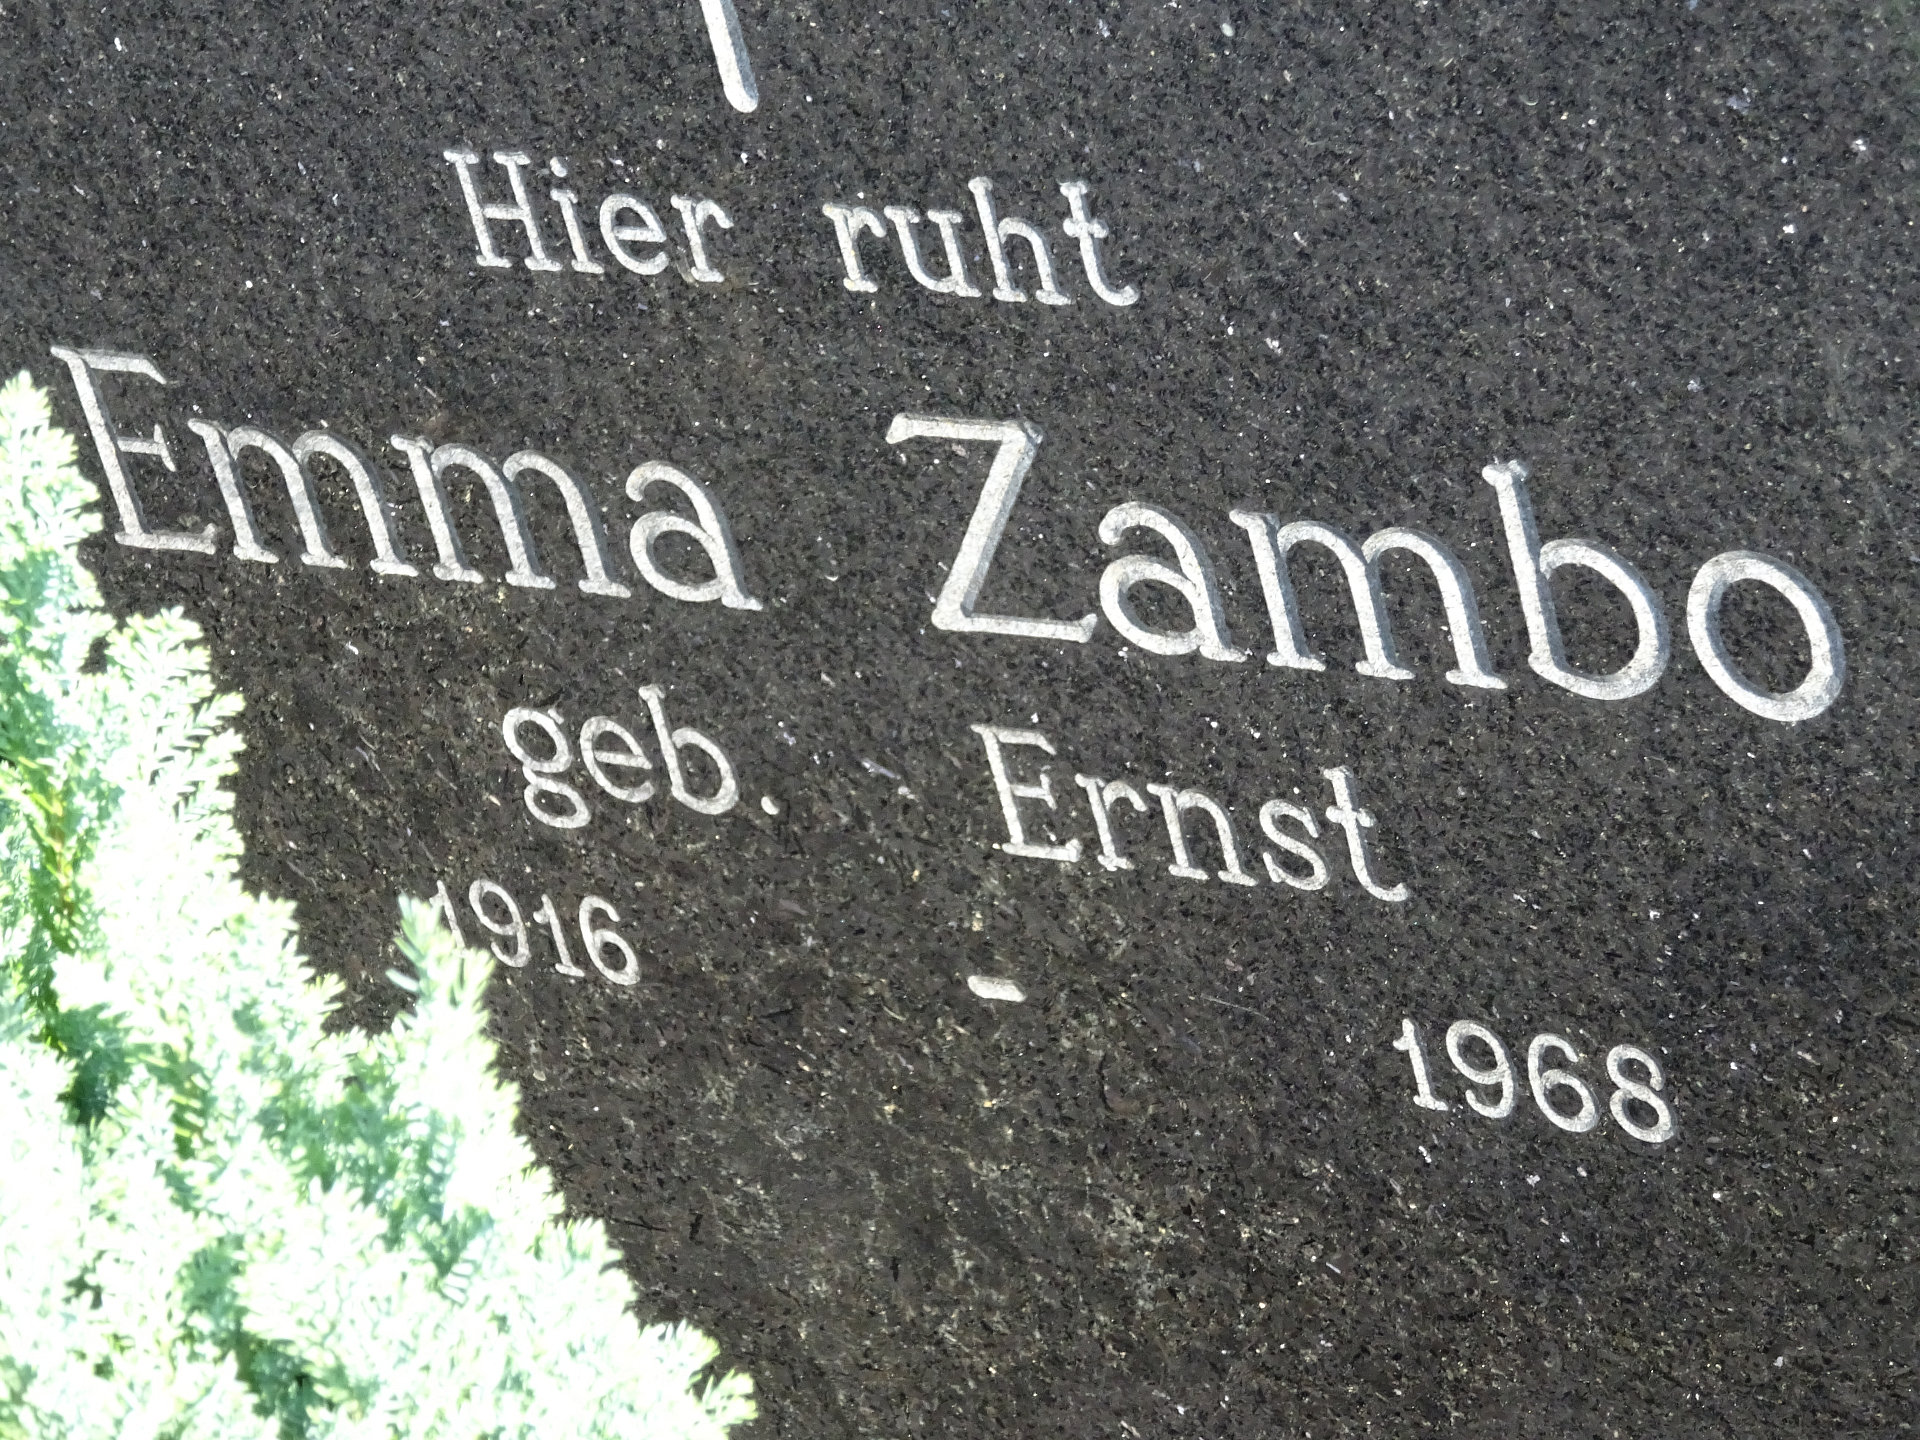 Hier ruht
Emma Zambo
geb. Ernst
1916 - 1968